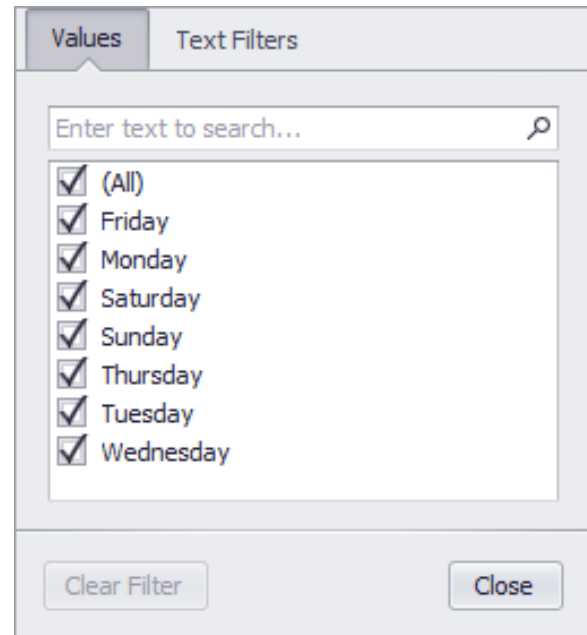 Values Text Filters
Enter text to search...
(All)
Friday
Monday
Saturday
Sunday
Thursday
Tuesday
Wednesday
Clear Filter Close